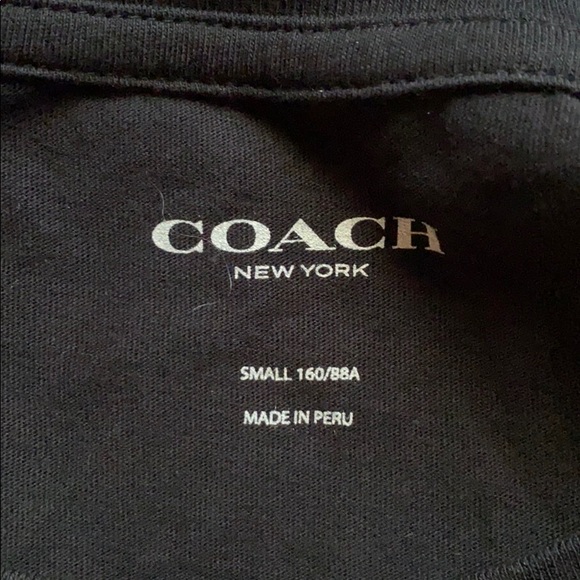 COACH
NEW YORK
SMALL 160/88A
MADE IN PERU